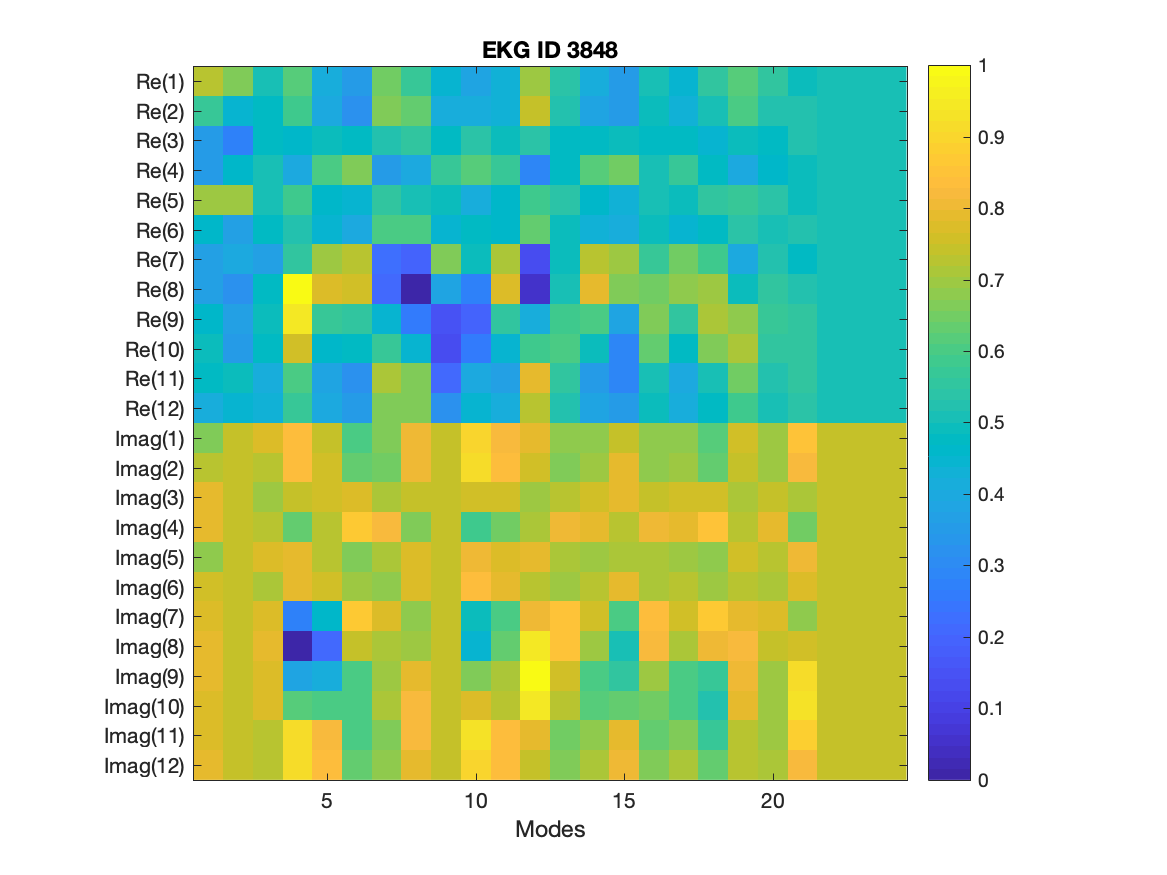 EKG ID 3848
Re(1)
Re(2)
Re(3)
Re(4)
Re(5)
Re(6)
Re(7)
Re(8)
Re(9)
Re(10)
Re(11)
Re(12)
Imag(1)
Imag(2)
Imag(3)
Imag(4)
Imag(5)
Imag(6)
Imag(7)
Imag(8)
Imag(9)
Imag(10)
Imag(11)
Imag(12)
5 10 15 20
Modes
1
0.9
0.8
0.7
0.6
0.5
0.4
0.3
0.2
0.1
0